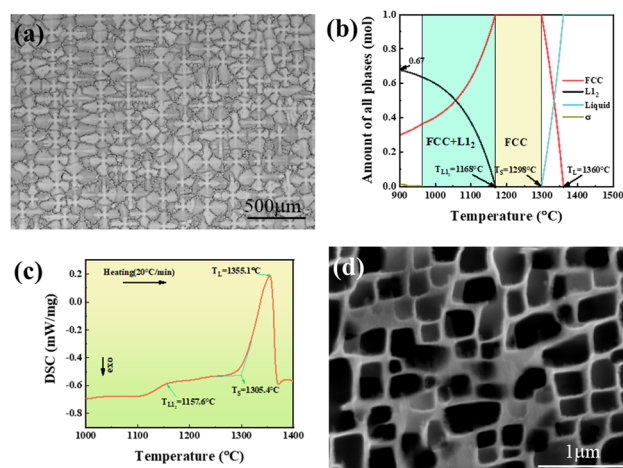 (a)
500μm
(b)
Amount of all phases (mol)
1.0
0.8
0.6
0.4
0.2
0.0
0.67
FCC+L1₂
FCC
FCC
L1₂
Liquid
σ
T_L1₂=1168°C
T_S=1298°C
T_L=1360°C
900 1000 1100 1200 1300 1400 1500
Temperature (°C)
(c)
DSC (mW/mg)
0.2
0.0
-0.2
-0.4
-0.6
-0.8
Heating(20°C/min)
T_L=1355.1°C
exo
T_L1₂=1157.6°C
T_S=1305.4°C
1000 1100 1200 1300 1400
Temperature (°C)
(d)
1μm